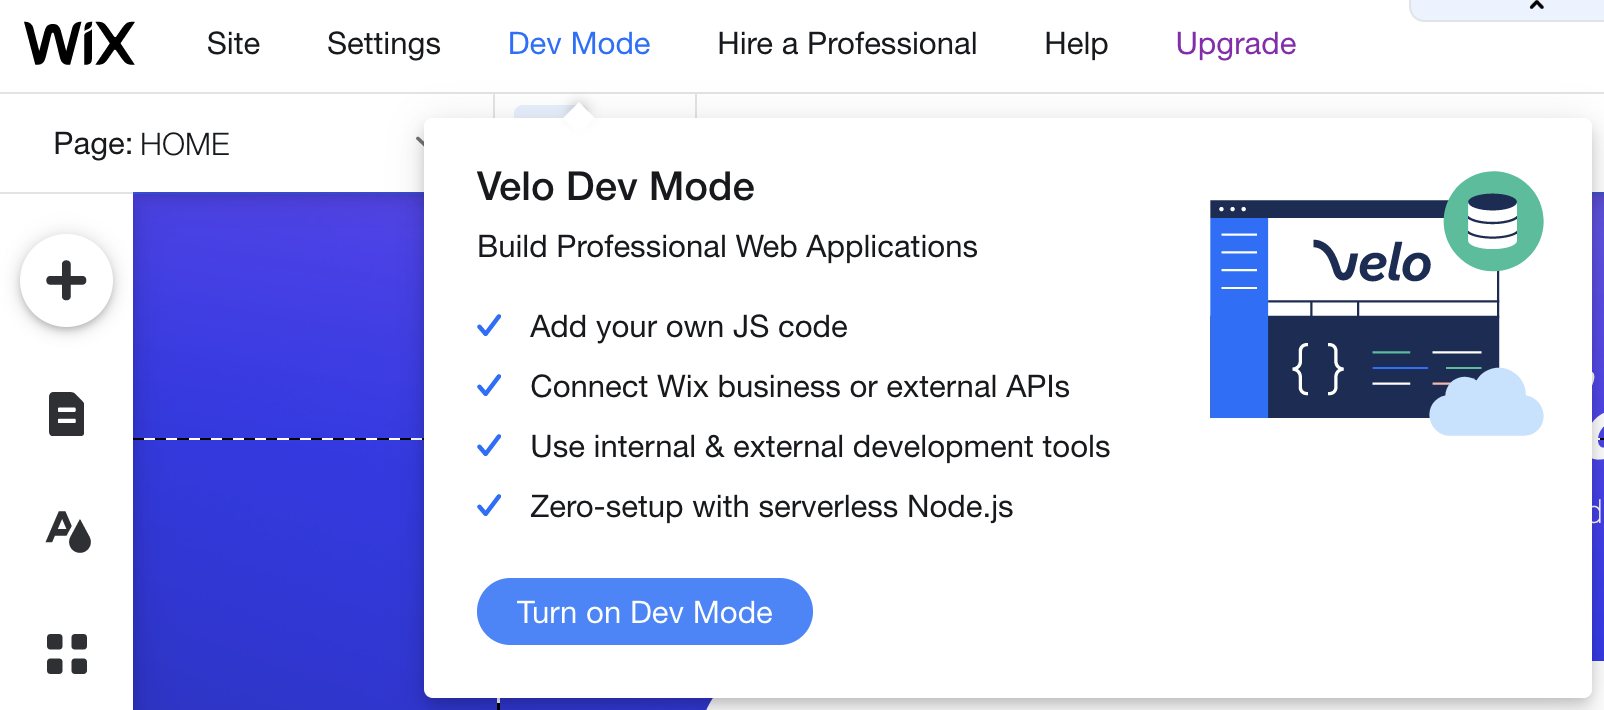 WiX Site Settings Dev Mode Hire a Professional Help Upgrade
Page: HOME
Velo Dev Mode
Build Professional Web Applications
Add your own JS code
Connect Wix business or external APIs
Use internal & external development tools
Zero-setup with serverless Node.js
Turn on Dev Mode
velo
{ }